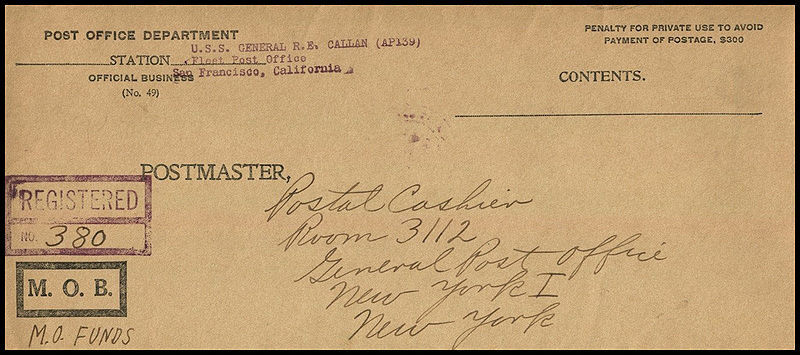 POST OFFICE DEPARTMENT
U.S.S. GENERAL R.E. CALLAN (AP139)
STATION Fleet Post Office
OFFICIAL BUSINESS
San Francisco, California
(No. 49)
PENALTY FOR PRIVATE USE TO AVOID
PAYMENT OF POSTAGE, $300
CONTENTS.
POSTMASTER,
REGISTERED
NO. 380
M. O. B.
M.O. FUNDS
Postal Cashier
Room 3112
General Post Office
New York I
New York